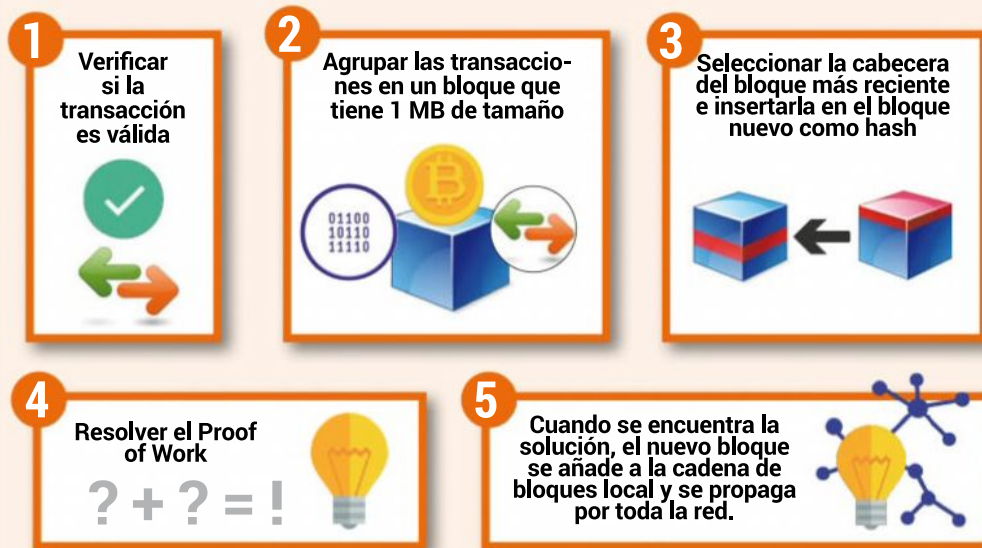 1
Verificar
si la
transacción
es válida
2
Agrupar las transaccio-
nes en un bloque que
tiene 1 MB de tamaño
01100
10110
11110
3
Seleccionar la cabecera
del bloque más reciente
e insertarla en el bloque
nuevo como hash
4
Resolver el Proof
of Work
? + ? = !
5
Cuando se encuentra la
solución, el nuevo bloque
se añade a la cadena de
bloques local y se propaga
por toda la red.